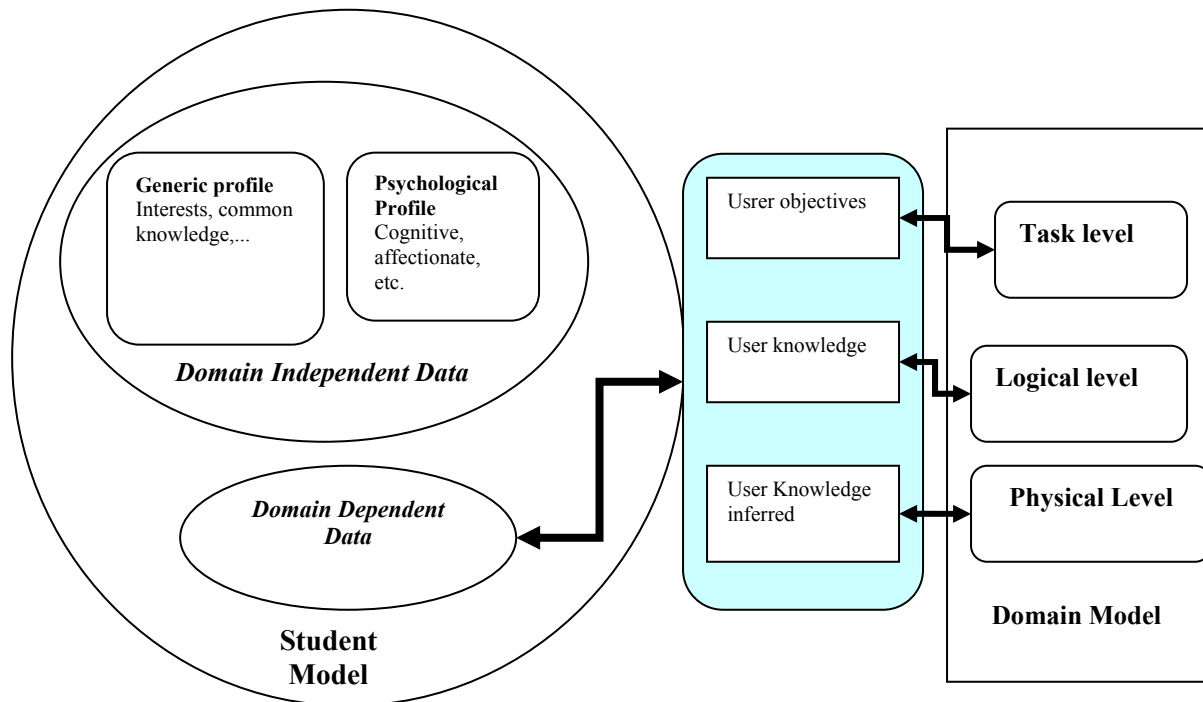 Generic profile
Interests, common
knowledge,...
Psychological
Profile
Cognitive,
affectionate,
etc.
Domain Independent Data
Domain Dependent
Data
Student
Model
Usrer objectives
User knowledge
User Knowledge
inferred
Task level
Logical level
Physical Level
Domain Model